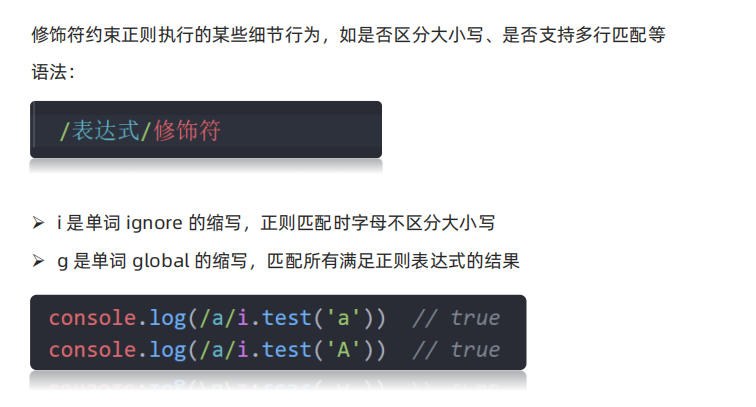 修饰符约束正则执行的某些细节行为，如是否区分大小写、是否支持多行匹配等
语法：
/表达式/修饰符
➢ i 是单词 ignore 的缩写，正则匹配时字母不区分大小写
➢ g 是单词 global 的缩写，匹配所有满足正则表达式的结果
console.log(/a/i.test('a'))  // true
console.log(/a/i.test('A'))  // true